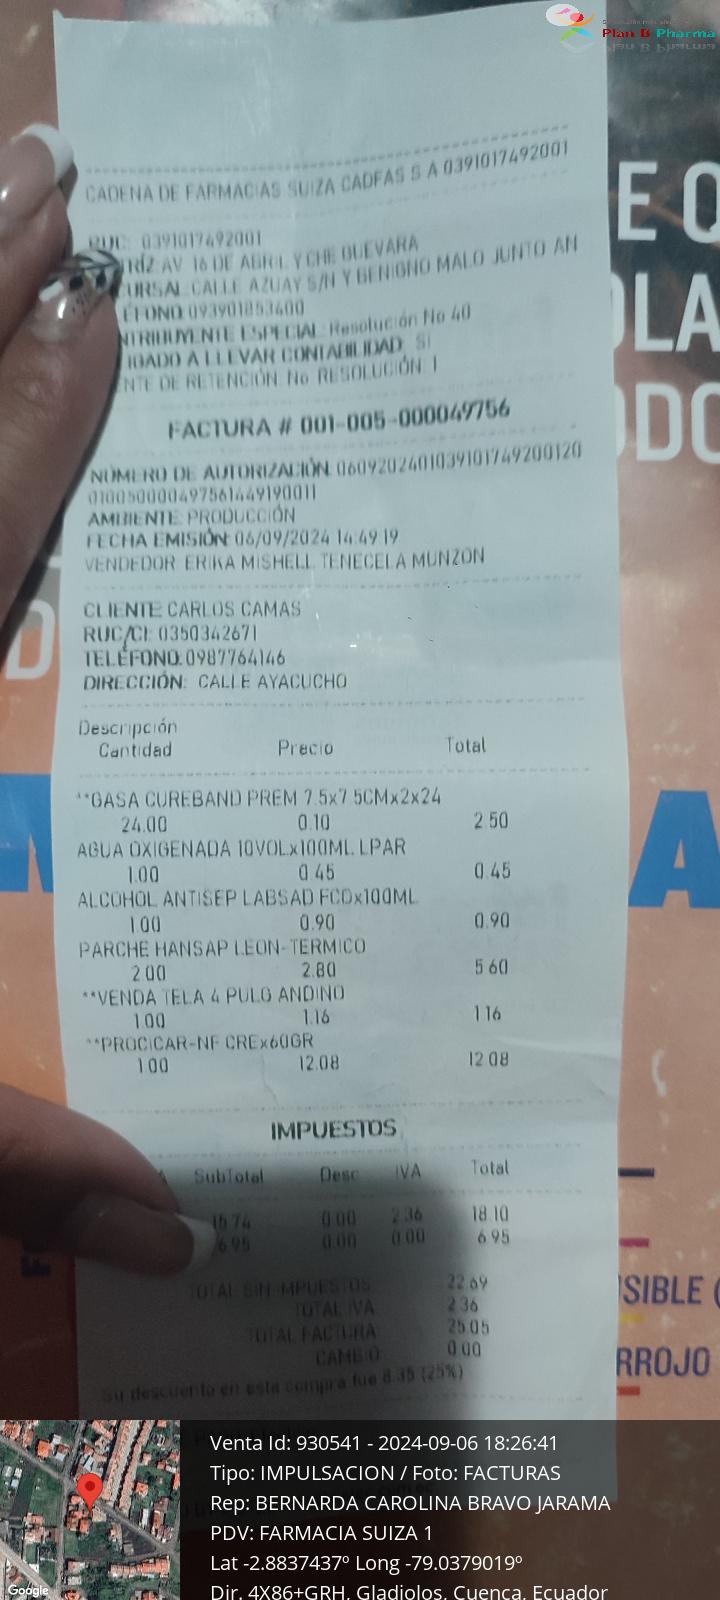 Plan B Pharma
CADENA DE FARMACIAS SUIZA CADFAS S A 0391017492001
RUC: 0391017492001
TRÍZ AV 16 DE ABRIL Y CHE GUEVARA
URSAL CALLE AZUAY S/N Y BENIGNO MALO JUNTO AN
ÉFONO 093901853400
NTRIBUYENTE ESPECIAL Resolución No 40
IGADO A LLEVAR CONTABILIDAD SI
ENTE DE RETENCIÓN No RESOLUCIÓN 1
FACTURA # 001-005-000049756
NÚMERO DE AUTORIZACIÓN 0609202401039101749200120
010050000497561449190011
AMBIENTE PRODUCCIÓN
FECHA EMISIÓN 06/09/2024 14:49 19
VENDEDOR ERIKA MISHELL TENECELA MUNZON
CLIENTE CARLOS CAMAS
RUC/CI: 0350342671
TELÉFONO: 0987764146
DIRECCIÓN: CALLE AYACUCHO
Descripción
Cantidad Precio Total
**GASA CUREBAND PREM 7.5x7 5CMx2x24
24.00 0.10 2 50
AGUA OXIGENADA 10VOLx100ML LPAR
1.00 0.45 0.45
ALCOHOL ANTISEP LABSAD FCOx100ML
1.00 0.90 0.90
PARCHE HANSAP LEON-TERMICO
2 00 2.80 5 60
**VENDA TELA 4 PULG ANDINO
1 00 1.16 1 16
**PROCICAR-NF CREx60GR
1 00 12.08 12 08
IMPUESTOS
A SubTotal Desc IVA Total
15 74 0 00 2 36 18 10
6 95 0 00 0 00 6 95
TOTAL SIN IMPUESTOS 22 69
TOTAL IVA 2 36
TOTAL FACTURA 25 05
CAMBIO 0 00
Su descuento en esta compra fue 8.35 (25%)
E Q
OLA
ODO
D
A
SIBLE (
RROJO
Venta Id: 930541 - 2024-09-06 18:26:41
Tipo: IMPULSACION / Foto: FACTURAS
Rep: BERNARDA CAROLINA BRAVO JARAMA
PDV: FARMACIA SUIZA 1
Lat -2.8837437º Long -79.0379019º
Dir. 4X86+GRH, Gladiolos, Cuenca, Ecuador
Google